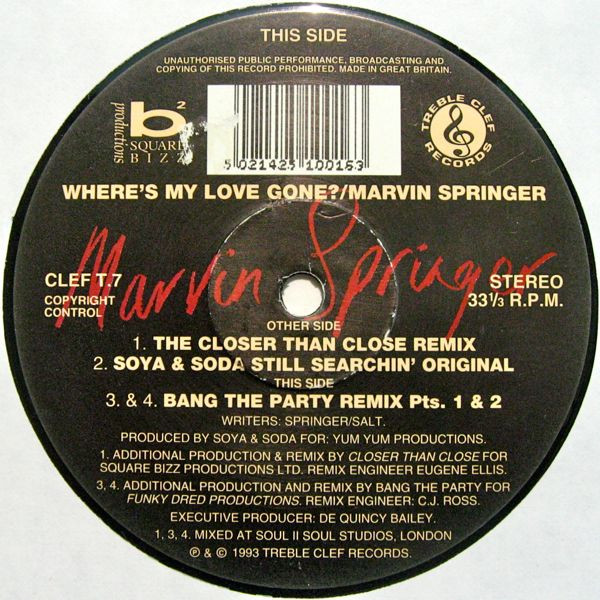 THIS SIDE
UNAUTHORISED PUBLIC PERFORMANCE, BROADCASTING AND
COPYING OF THIS RECORD PROHIBITED. MADE IN GREAT BRITAIN.
b²
SQUARE
BIZZ
productions
5 021424 100163
TREBLE CLEF
RECORDS
WHERE'S MY LOVE GONE?/MARVIN SPRINGER
Marvin Springer
CLEF T.7
COPYRIGHT
CONTROL
STEREO
33⅓ R.P.M.
OTHER SIDE
1. THE CLOSER THAN CLOSE REMIX
2. SOYA & SODA STILL SEARCHIN' ORIGINAL
THIS SIDE
3. & 4. BANG THE PARTY REMIX Pts. 1 & 2
WRITERS: SPRINGER/SALT.
PRODUCED BY SOYA & SODA FOR: YUM YUM PRODUCTIONS.
1. ADDITIONAL PRODUCTION & REMIX BY CLOSER THAN CLOSE FOR
SQUARE BIZZ PRODUCTIONS LTD. REMIX ENGINEER EUGENE ELLIS.
3, 4. ADDITIONAL PRODUCTION AND REMIX BY BANG THE PARTY FOR
FUNKY DRED PRODUCTIONS. REMIX ENGINEER: C.J. ROSS.
EXECUTIVE PRODUCER: DE QUINCY BAILEY.
1, 3, 4. MIXED AT SOUL II SOUL STUDIOS, LONDON
℗ & © 1993 TREBLE CLEF RECORDS.